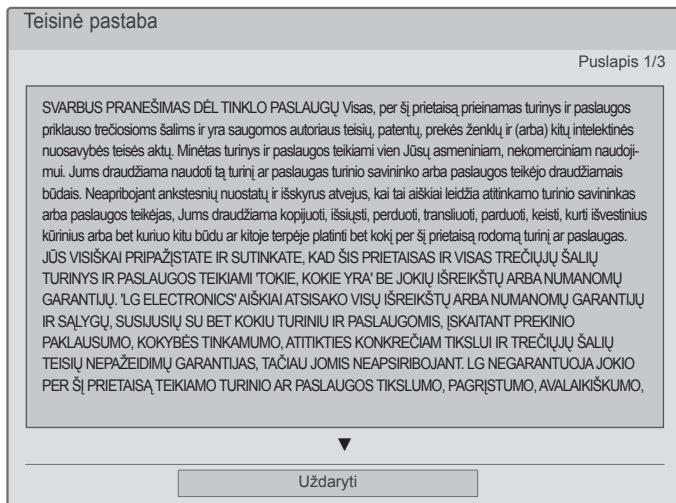 Teisinė pastaba
Puslapis 1/3
SVARBUS PRANEŠIMAS DĖL TINKLO PASLAUGŲ Visas, per šį prietaisą prieinamas turinys ir paslaugos
priklauso trečiosioms šalims ir yra saugomos autoriaus teisių, patentų, prekės ženklų ir (arba) kitų intelektinės
nuosavybės teisės aktų. Minėtas turinys ir paslaugos teikiami vien Jūsų asmeniniam, nekomerciniam naudoji-
mui. Jums draudžiama naudoti tą turinį ar paslaugas turinio savininko arba paslaugos teikėjo draudžiamais
būdais. Neapribojant ankstesnių nuostatų ir išskyrus atvejus, kai tai aiškiai leidžia atitinkamo turinio savininkas
arba paslaugos teikėjas, Jums draudžiama kopijuoti, išsiųsti, perduoti, transliuoti, parduoti, keisti, kurti išvestinius
kūrinius arba bet kuriuo kitu būdu ar kitoje terpėje platinti bet kokį per šį prietaisą rodomą turinį ar paslaugas.
JŪS VISIŠKAI PRIPAŽĮSTATE IR SUTINKATE, KAD ŠIS PRIETAISAS IR VISAS TREČIŲJŲ ŠALIŲ
TURINYS IR PASLAUGOS TEIKIAMI 'TOKIE, KOKIE YRA' BE JOKIŲ IŠREIKŠTŲ ARBA NUMANOMŲ
GARANTIJŲ. 'LG ELECTRONICS' AIŠKIAI ATSISAKO VISŲ IŠREIKŠTŲ ARBA NUMANOMŲ GARANTIJŲ
IR SĄLYGŲ, SUSIJUSIŲ SU BET KOKIU TURINIU IR PASLAUGOMIS, ĮSKAITANT PREKINIO
PAKLAUSUMO, KOKYBĖS TINKAMUMO, ATITIKTIES KONKREČIAM TIKSLUI IR TREČIŲJŲ ŠALIŲ
TEISIŲ NEPAŽEIDIMŲ GARANTIJAS, TAČIAU JOMIS NEAPSIRIBOJANT. LG NEGARANTUOJA JOKIO
PER ŠĮ PRIETAISĄ TEIKIAMO TURINIO AR PASLAUGOS TIKSLUMO, PAGRĮSTUMO, AVALAIKIŠKUMO,
Uždaryti